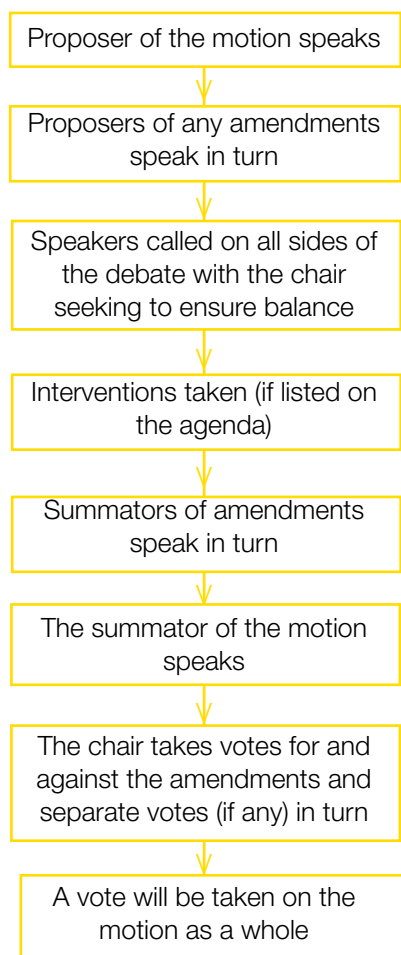 Proposer of the motion speaks
Proposers of any amendments
speak in turn
Speakers called on all sides of
the debate with the chair
seeking to ensure balance
Interventions taken (if listed on
the agenda)
Summators of amendments
speak in turn
The summator of the motion
speaks
The chair takes votes for and
against the amendments and
separate votes (if any) in turn
A vote will be taken on the
motion as a whole